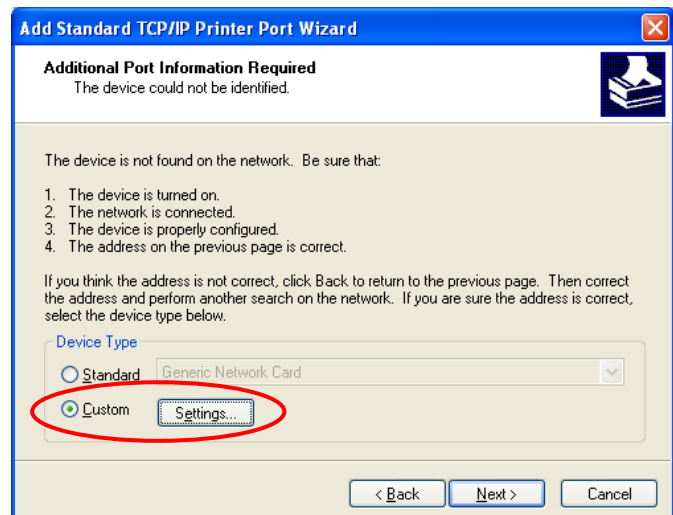 Add Standard TCP/IP Printer Port Wizard
Additional Port Information Required
The device could not be identified.
The device is not found on the network. Be sure that:
1. The device is turned on.
2. The network is connected.
3. The device is properly configured.
4. The address on the previous page is correct.
If you think the address is not correct, click Back to return to the previous page. Then correct
the address and perform another search on the network. If you are sure the address is correct,
select the device type below.
Device Type
Standard Generic Network Card
Custom Settings...
< Back Next > Cancel